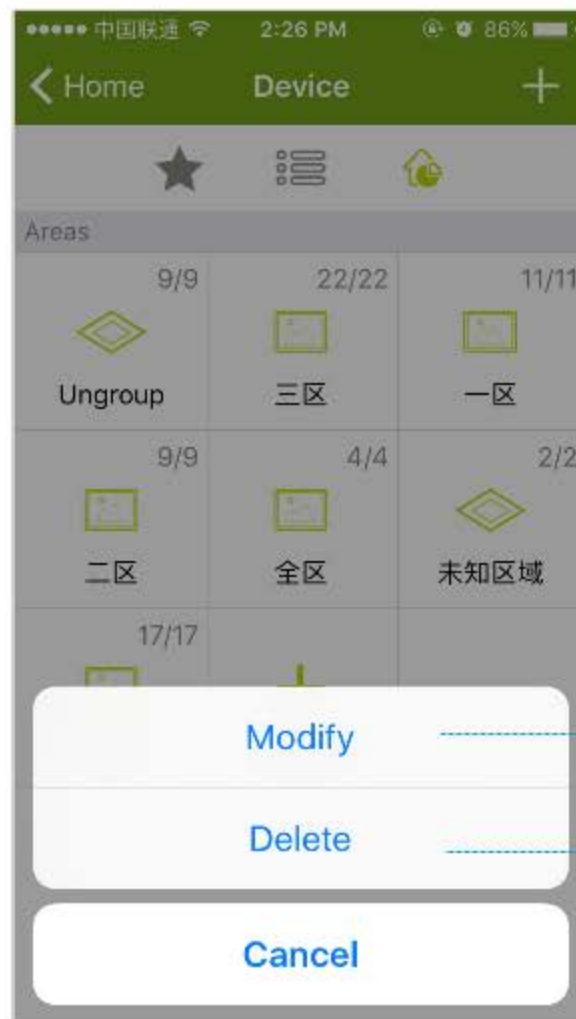 中国联通 2:26 PM 86%
Home Device
Areas
9/9 22/22 11/11
Ungroup 三区 一区
9/9 4/4 2/2
二区 全区 未知区域
17/17
Modify
Delete
Cancel